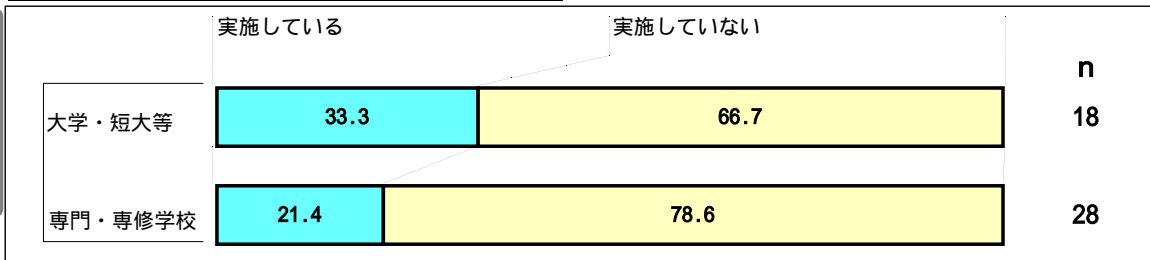 実施している 実施していない
n
大学・短大等 33.3 66.7 18
専門・専修学校 21.4 78.6 28